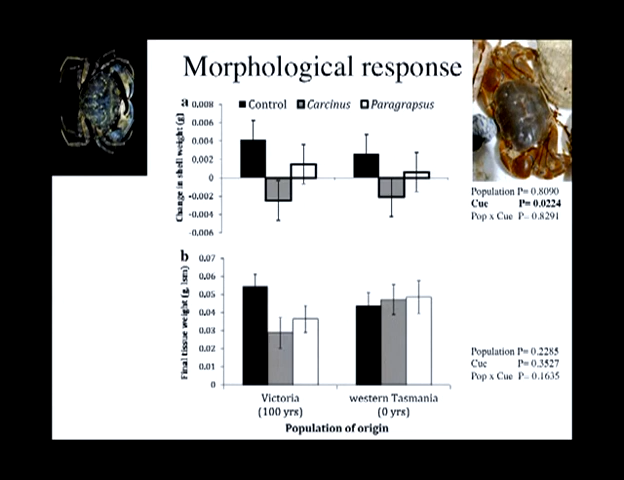 Morphological response
a
Control Carcinus Paragrapsus
Change in shell weight (g)
0.008
0.006
0.004
0.002
0
-0.002
-0.004
-0.006
Population P= 0.8090
Cue P= 0.0224
Pop x Cue P= 0.8291
b
Final tissue weight (g, lsm)
0.07
0.06
0.05
0.04
0.03
0.02
0.01
0
Population P= 0.2285
Cue P= 0.3527
Pop x Cue P= 0.1635
Victoria western Tasmania
(100 yrs) (0 yrs)
Population of origin